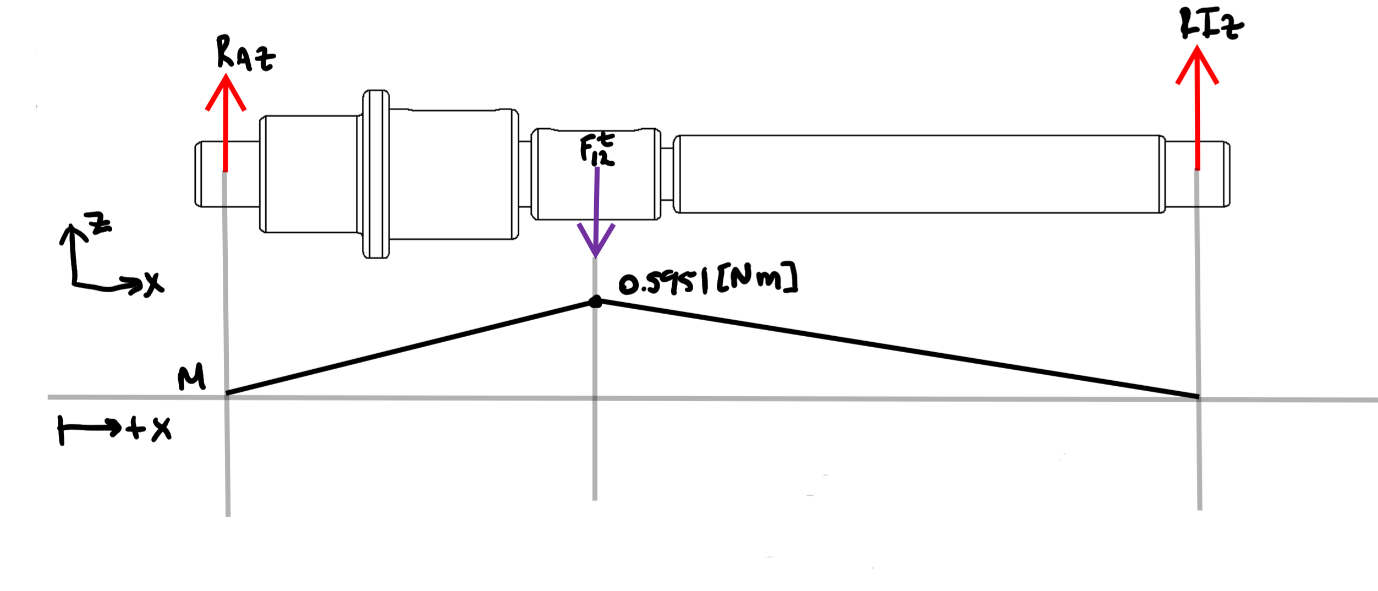 RAZ
RIZ
F12t
Z
X
0.5951 [Nm]
M
+X